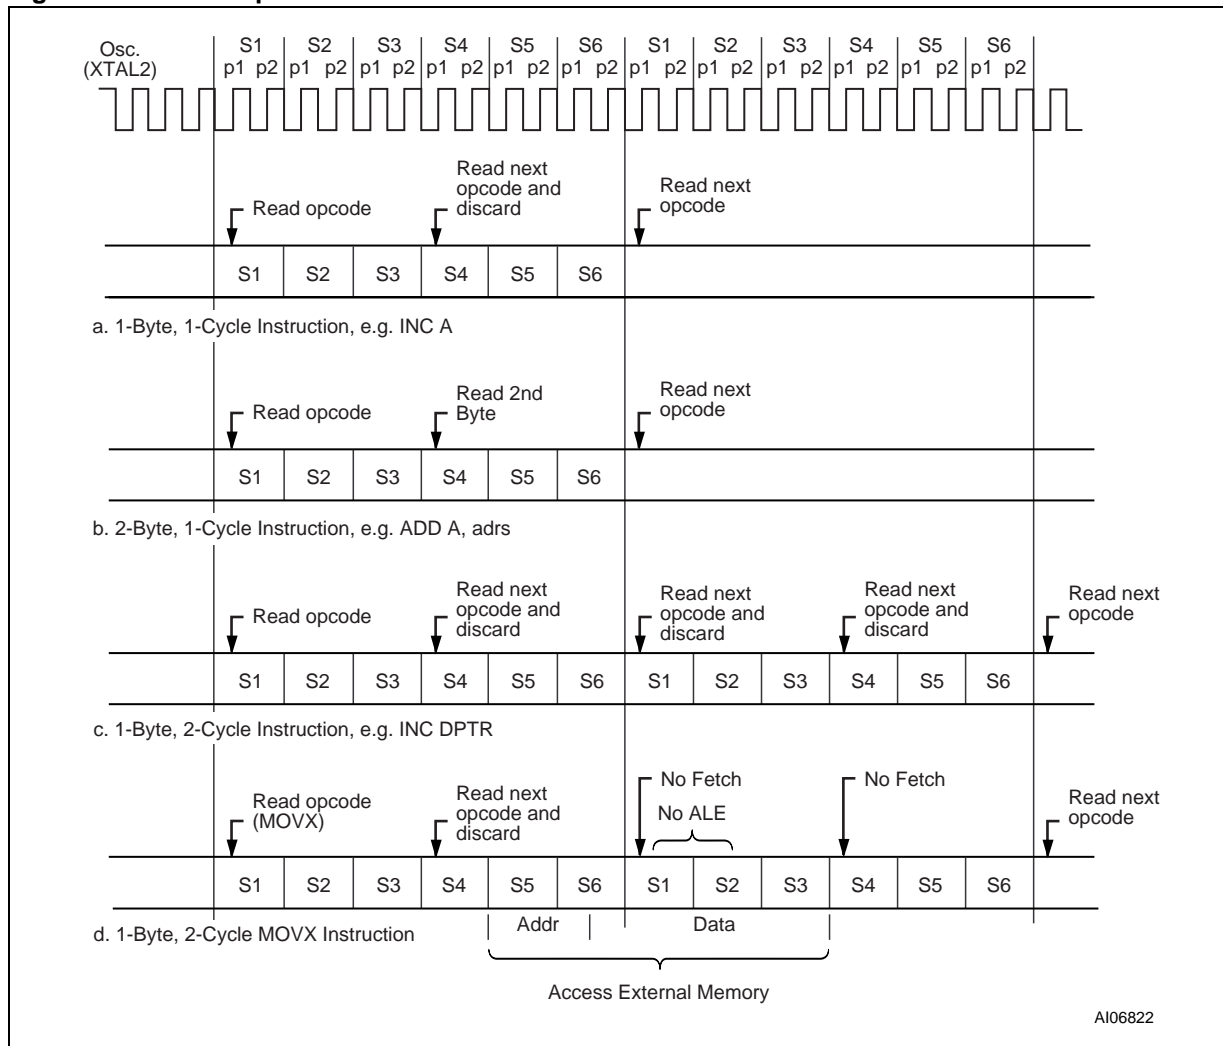 Osc.
(XTAL2)
S1 S2 S3 S4 S5 S6 S1 S2 S3 S4 S5 S6
p1 p2 p1 p2 p1 p2 p1 p2 p1 p2 p1 p2 p1 p2 p1 p2 p1 p2 p1 p2 p1 p2 p1 p2
Read opcode
Read next
opcode and
discard
Read next
opcode
S1 S2 S3 S4 S5 S6
a. 1-Byte, 1-Cycle Instruction, e.g. INC A
Read opcode
Read 2nd
Byte
Read next
opcode
S1 S2 S3 S4 S5 S6
b. 2-Byte, 1-Cycle Instruction, e.g. ADD A, adrs
Read opcode
Read next
opcode and
discard
Read next
opcode and
discard
Read next
opcode and
discard
Read next
opcode
S1 S2 S3 S4 S5 S6 S1 S2 S3 S4 S5 S6
c. 1-Byte, 2-Cycle Instruction, e.g. INC DPTR
Read opcode
(MOVX)
Read next
opcode and
discard
No Fetch
No ALE
No Fetch
Read next
opcode
S1 S2 S3 S4 S5 S6 S1 S2 S3 S4 S5 S6
Addr Data
d. 1-Byte, 2-Cycle MOVX Instruction
Access External Memory
AI06822